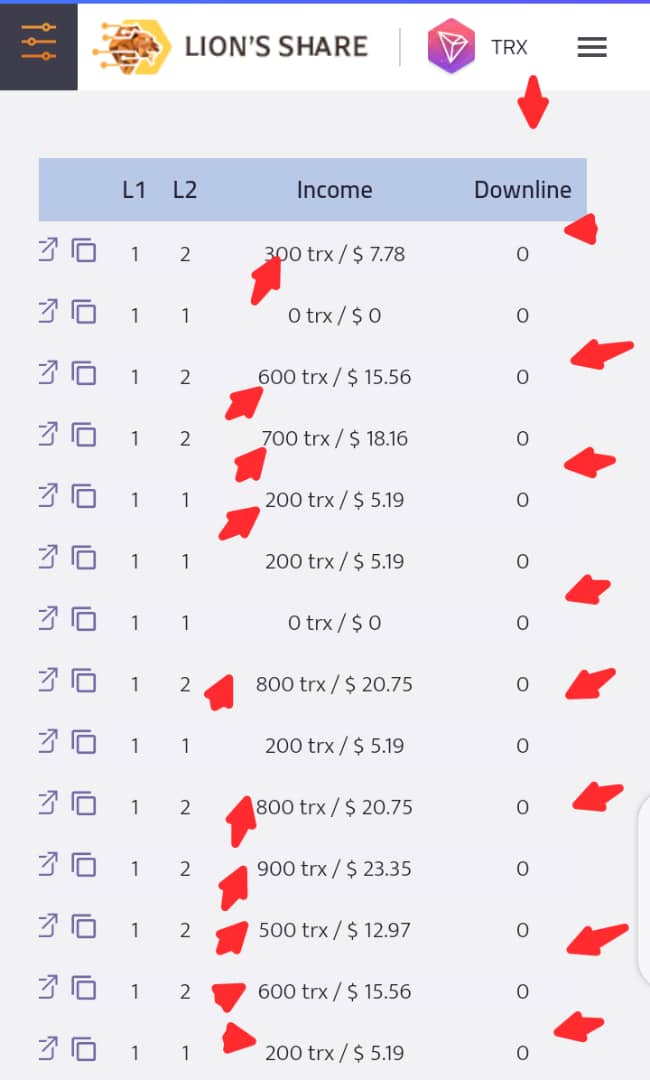 LION'S SHARE TRX
L1 L2 Income Downline
1 2 300 trx / $ 7.78 0
1 1 0 trx / $ 0 0
1 2 600 trx / $ 15.56 0
1 2 700 trx / $ 18.16 0
1 1 200 trx / $ 5.19 0
1 1 200 trx / $ 5.19 0
1 1 0 trx / $ 0 0
1 2 800 trx / $ 20.75 0
1 1 200 trx / $ 5.19 0
1 2 800 trx / $ 20.75 0
1 2 900 trx / $ 23.35 0
1 2 500 trx / $ 12.97 0
1 2 600 trx / $ 15.56 0
1 1 200 trx / $ 5.19 0